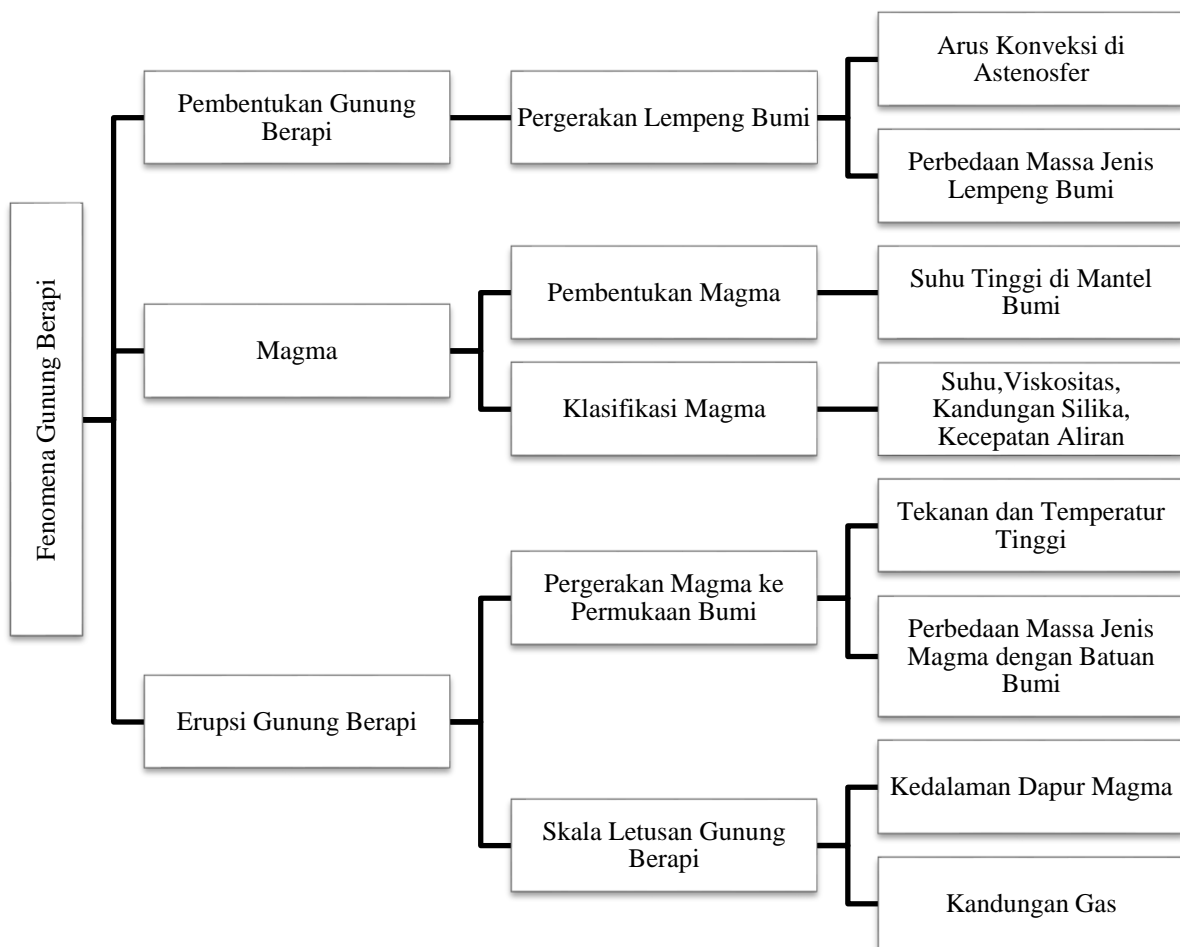 Fenomena Gunung Berapi
Pembentukan Gunung
Berapi
Pergerakan Lempeng Bumi
Arus Konveksi di
Astenosfer
Perbedaan Massa Jenis
Lempeng Bumi
Magma
Pembentukan Magma
Suhu Tinggi di Mantel
Bumi
Klasifikasi Magma
Suhu,Viskositas,
Kandungan Silika,
Kecepatan Aliran
Erupsi Gunung Berapi
Pergerakan Magma ke
Permukaan Bumi
Tekanan dan Temperatur
Tinggi
Perbedaan Massa Jenis
Magma dengan Batuan
Bumi
Skala Letusan Gunung
Berapi
Kedalaman Dapur Magma
Kandungan Gas